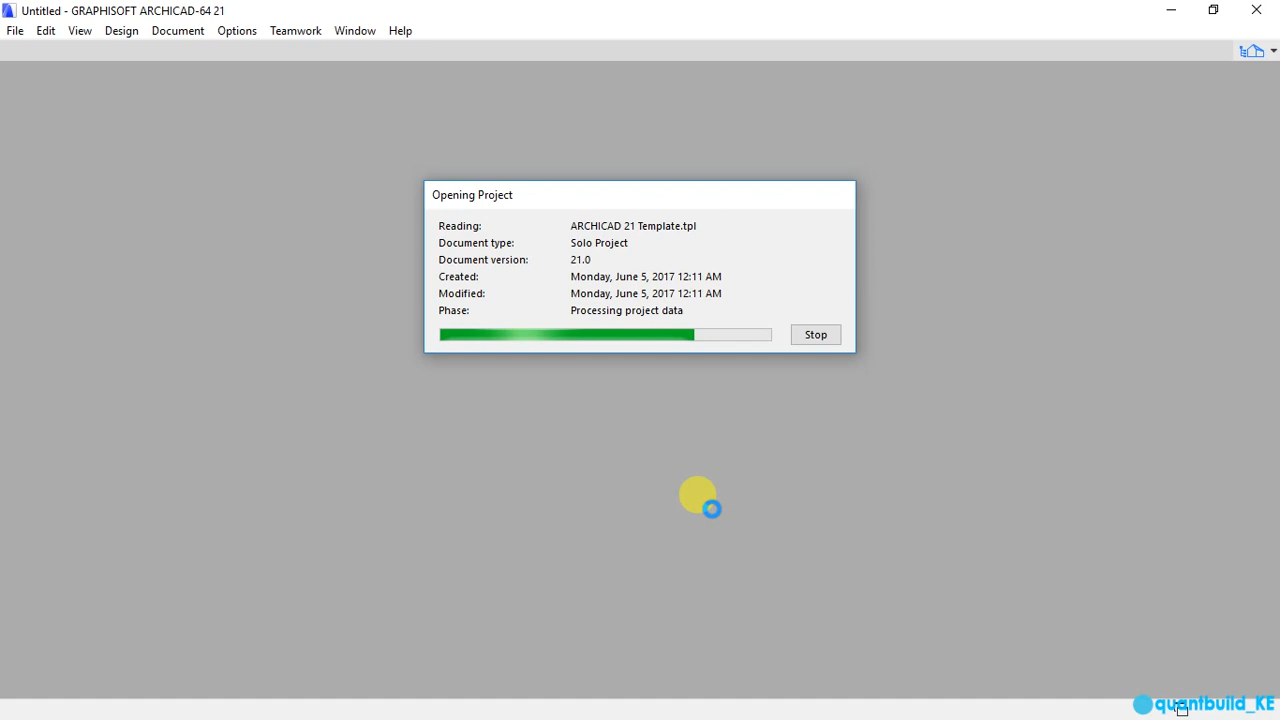 Untitled - GRAPHISOFT ARCHICAD-64 21
File Edit View Design Document Options Teamwork Window Help
Opening Project
Reading: ARCHICAD 21 Template.tpl
Document type: Solo Project
Document version: 21.0
Created: Monday, June 5, 2017 12:11 AM
Modified: Monday, June 5, 2017 12:11 AM
Phase: Processing project data
Stop
quantbuild_KE